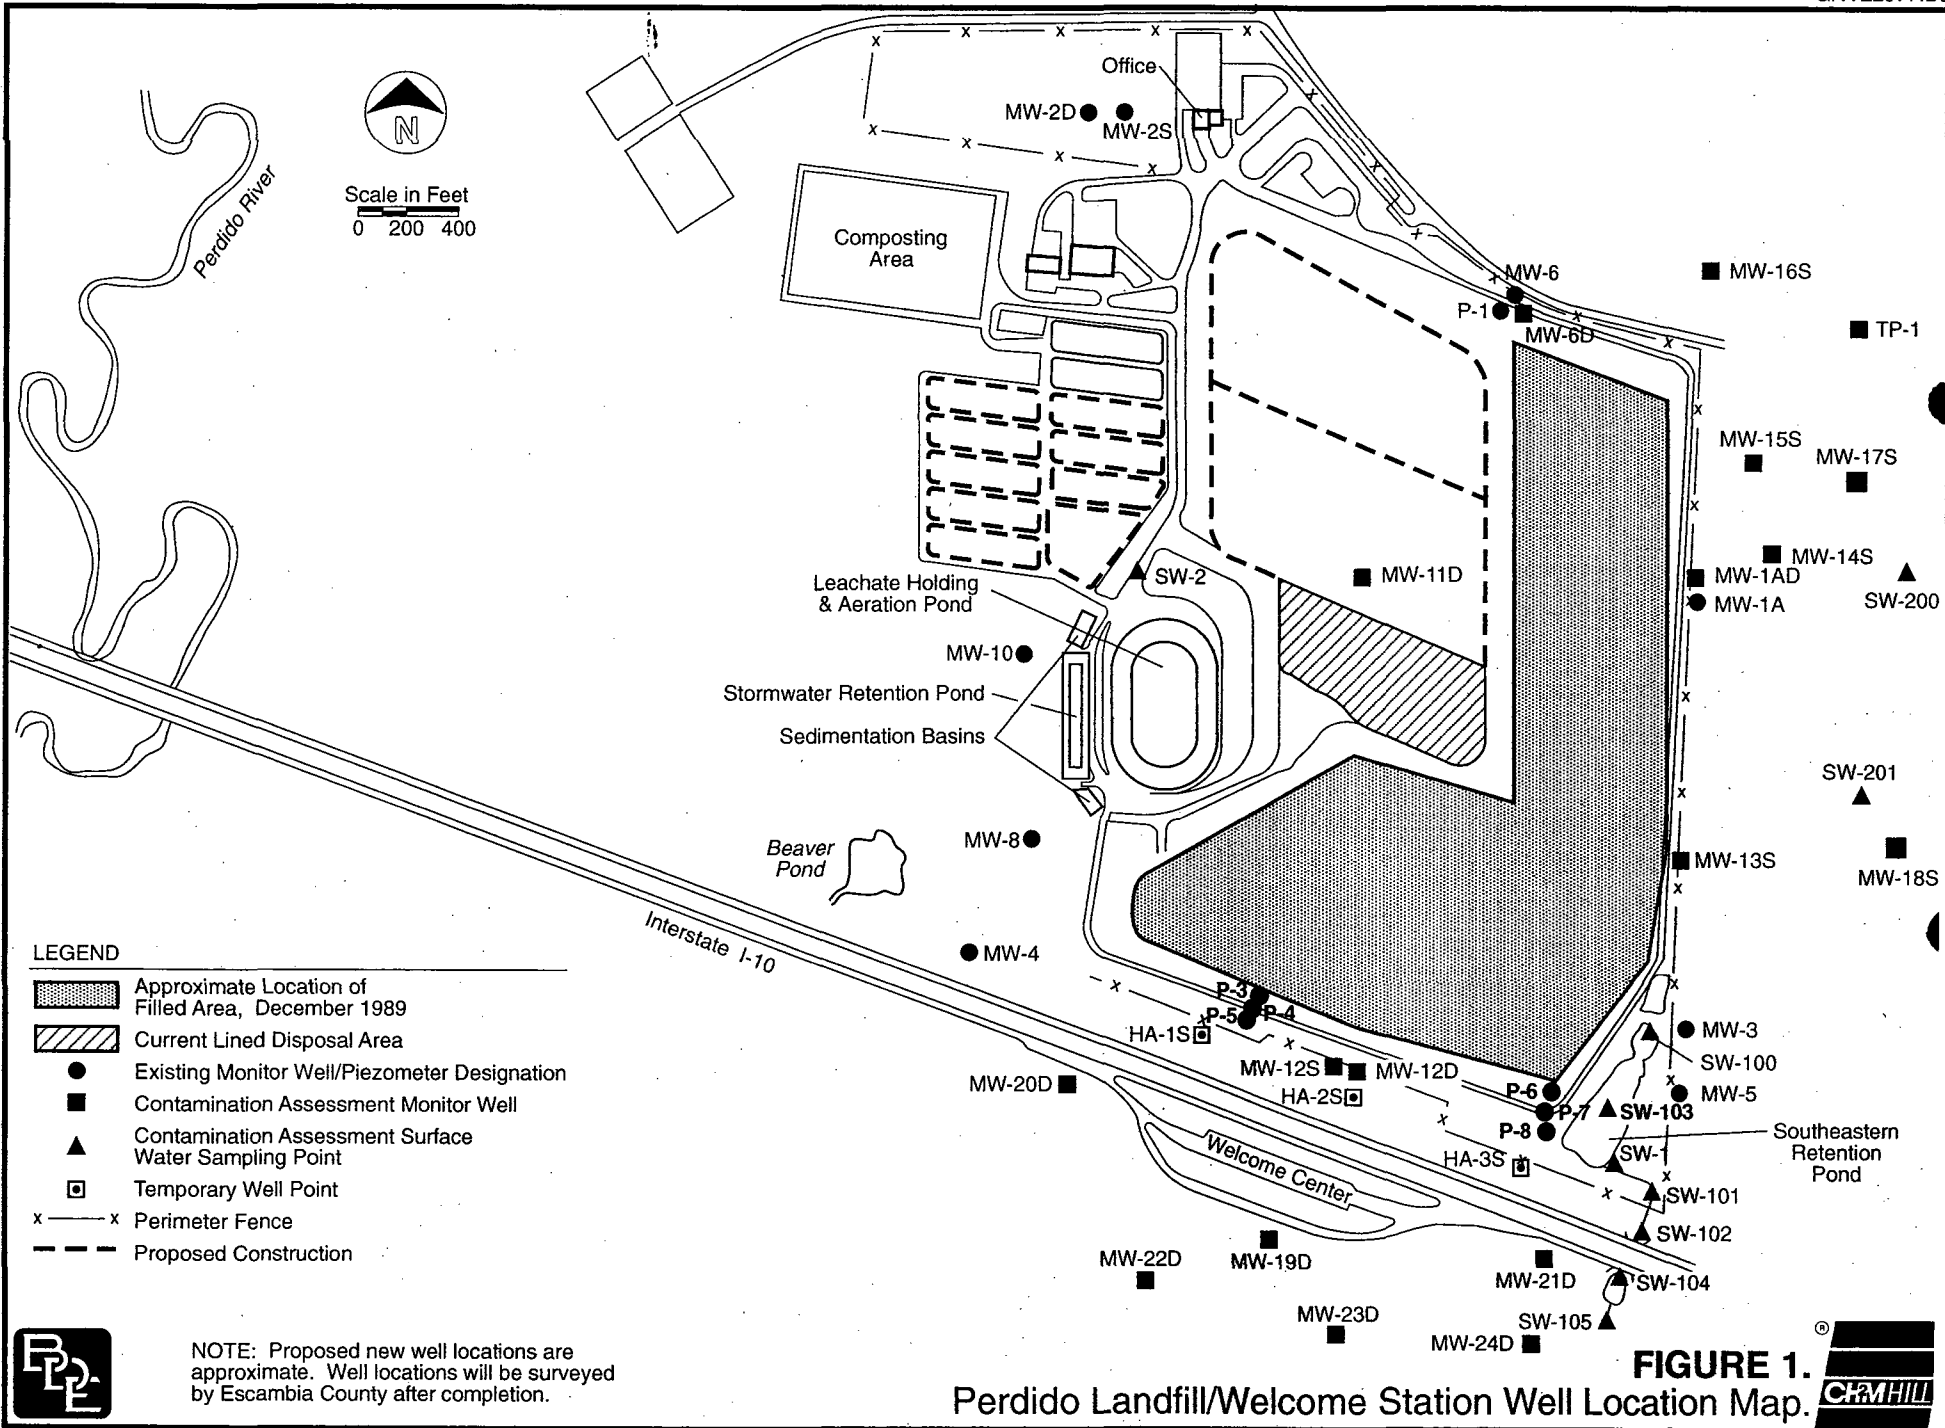 Office
MW-2D
MW-2S
N
Scale in Feet
0 200 400
Perdido River
Composting
Area
MW-6
P-1
MW-6D
MW-16S
TP-1
MW-15S
MW-17S
MW-14S
MW-1AD
MW-1A
SW-200
SW-2
MW-11D
Leachate Holding
& Aeration Pond
MW-10
Stormwater Retention Pond
Sedimentation Basins
SW-201
MW-8
Beaver
Pond
MW-13S
MW-18S
Interstate I-10
MW-4
P-3
P-4
P-5
HA-1S
MW-12S
MW-12D
HA-2S
MW-20D
MW-3
SW-100
MW-5
P-6
P-7
P-8
SW-103
Southeastern
Retention
Pond
HA-3S
SW-1
SW-101
SW-102
Welcome Center
MW-22D
MW-19D
MW-21D
SW-104
MW-23D
SW-105
MW-24D
LEGEND
Approximate Location of
Filled Area, December 1989
Current Lined Disposal Area
Existing Monitor Well/Piezometer Designation
Contamination Assessment Monitor Well
Contamination Assessment Surface
Water Sampling Point
Temporary Well Point
x x Perimeter Fence
Proposed Construction
NOTE: Proposed new well locations are
approximate. Well locations will be surveyed
by Escambia County after completion.
FIGURE 1.
Perdido Landfill/Welcome Station Well Location Map.
®
CH2M HILL